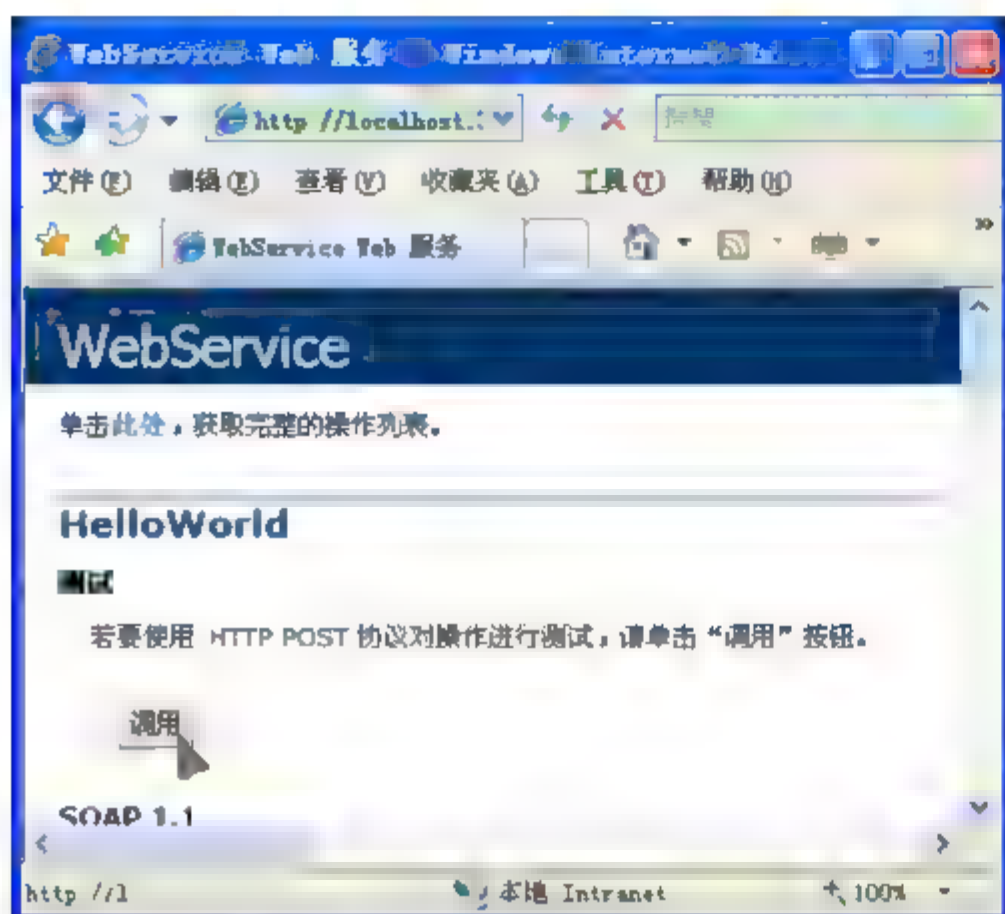 WebService Web 服务
http //localhost.:
文件(F) 编辑(E) 查看(V) 收藏夹(A) 工具(T) 帮助(H)
WebService Web 服务
WebService
单击此处，获取完整的操作列表。
HelloWorld
测试
若要使用 HTTP POST 协议对操作进行测试，请单击“调用”按钮。
调用
SOAP 1.1
http //l
本地 Intranet
100%